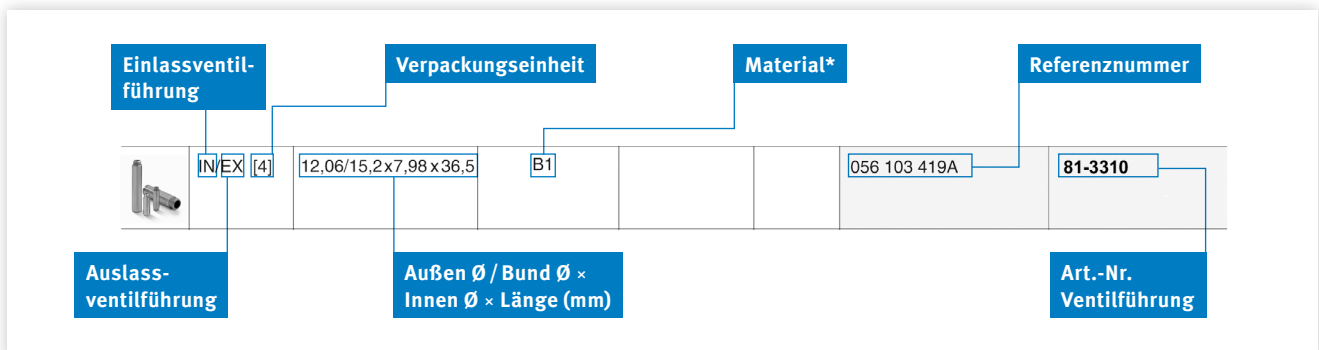 Einlassventil-
führung
Verpackungseinheit
Material*
Referenznummer
IN/EX [4] 12,06/15,2x7,98x36,5 B1 056 103 419A 81-3310
Auslass-
ventilführung
Außen Ø / Bund Ø ×
Innen Ø × Länge (mm)
Art.-Nr.
Ventilführung